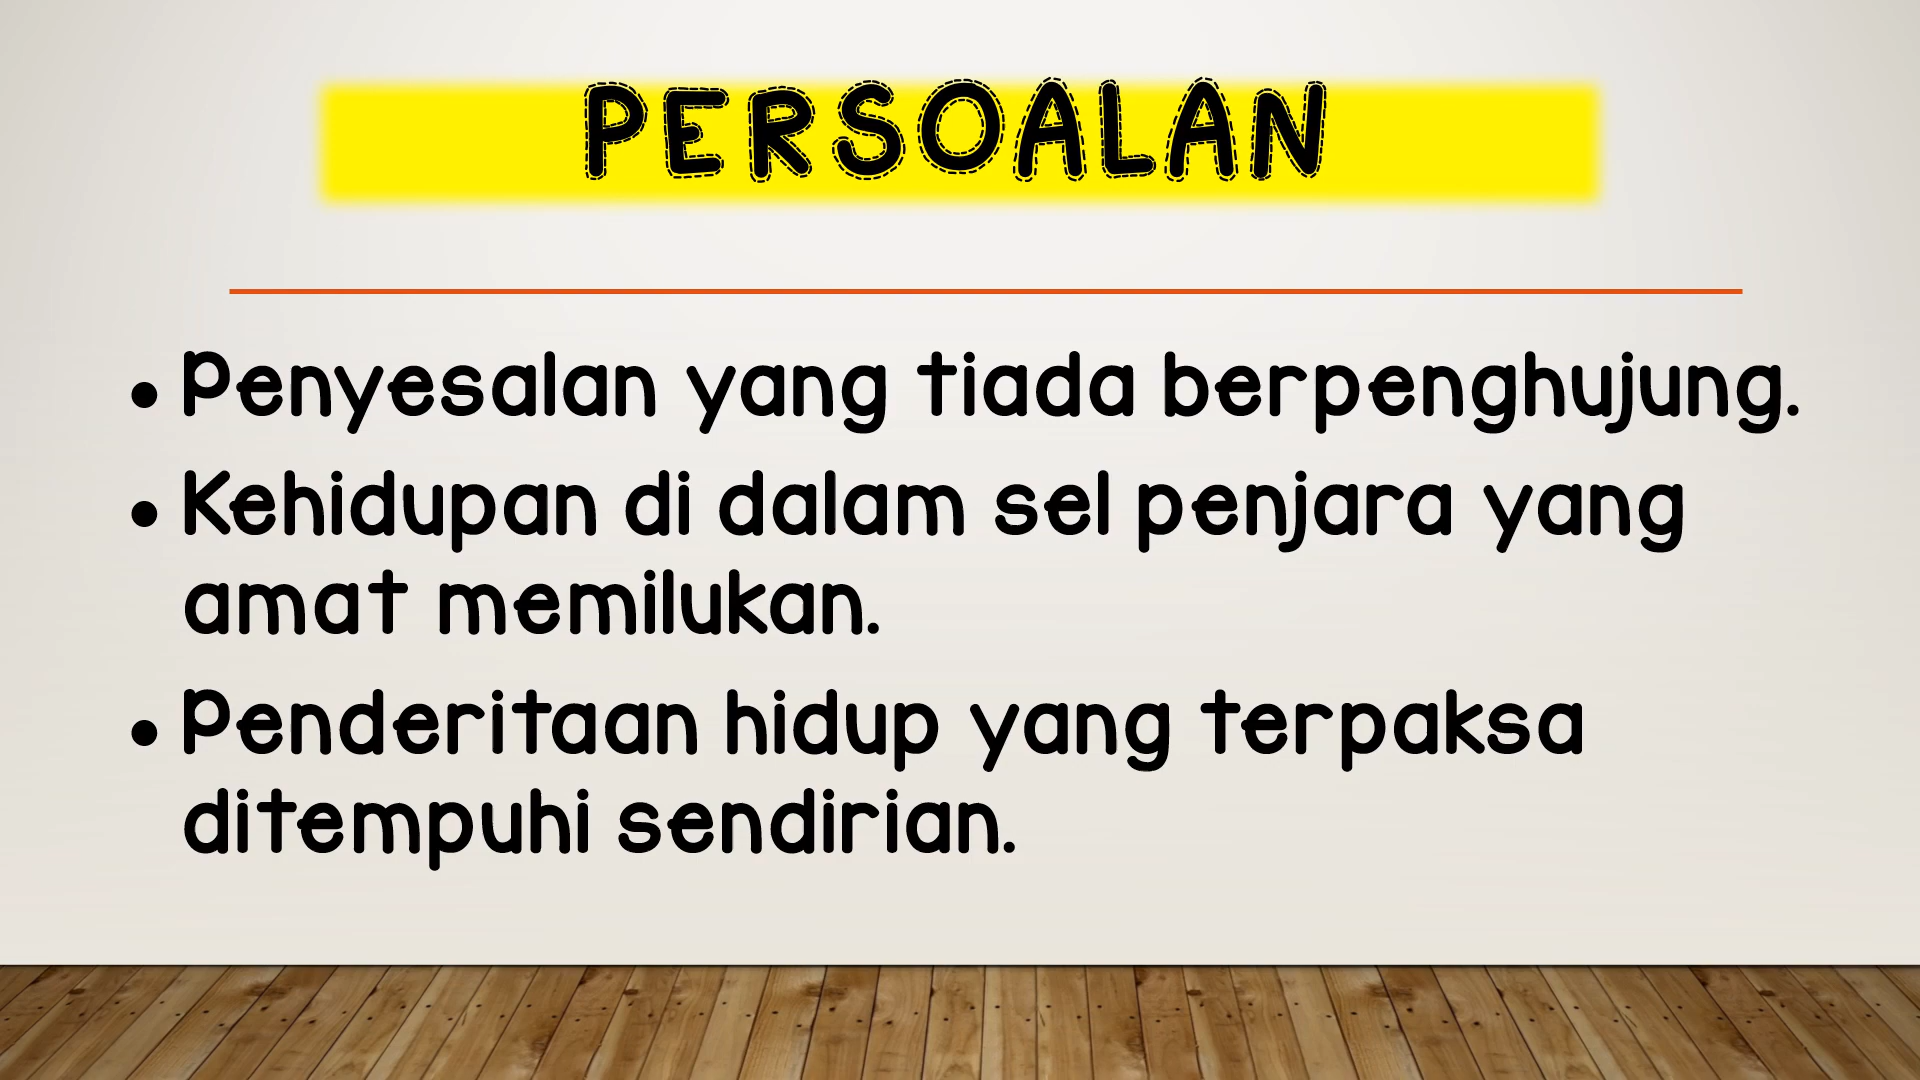 PERSOALAN
• Penyesalan yang tiada berpenghujung.
• Kehidupan di dalam sel penjara yang
amat memilukan.
• Penderitaan hidup yang terpaksa
ditempuhi sendirian.